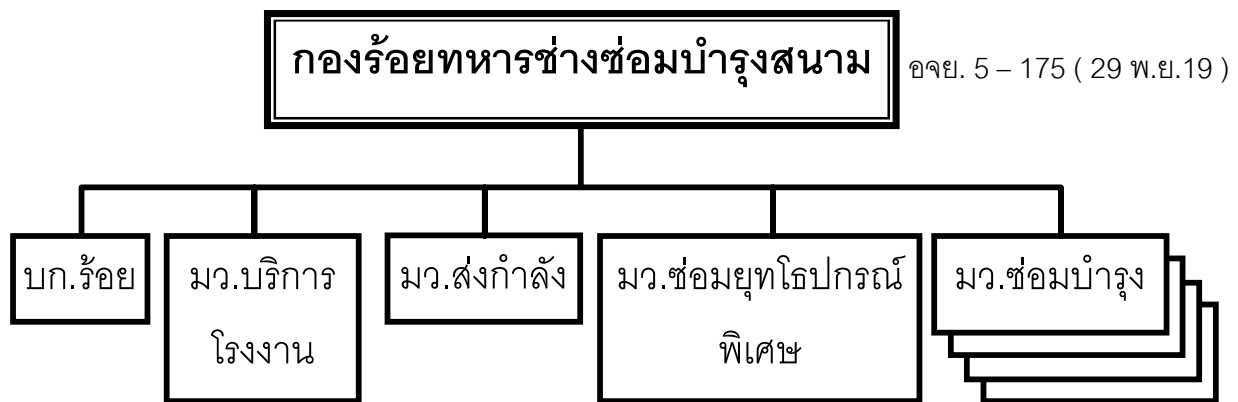 กองร้อยทหารช่างซ่อมบำรุงสนาม
อจย. 5 – 175 ( 29 พ.ย.19 )
บก.ร้อย
มว.บริการ
โรงงาน
มว.ส่งกำลัง
มว.ซ่อมยุทโธปกรณ์
พิเศษ
มว.ซ่อมบำรุง